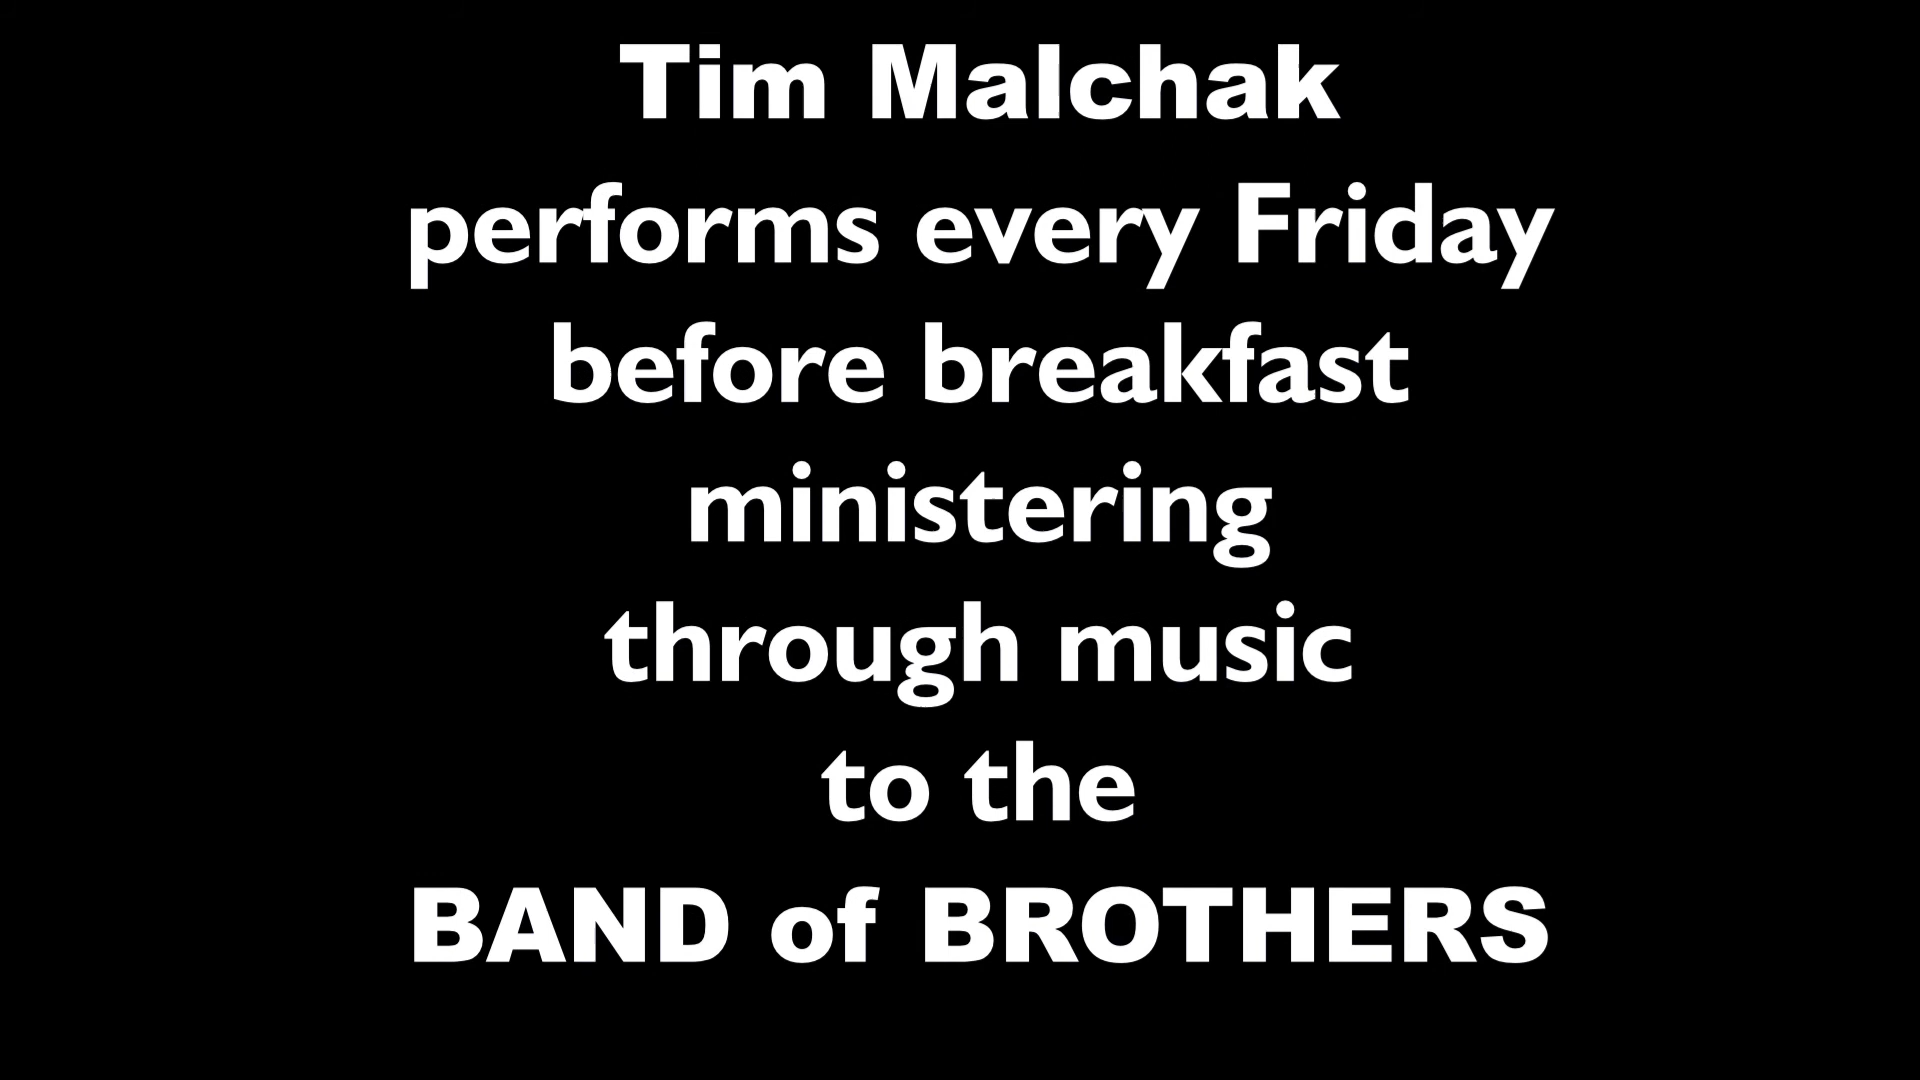 Tim Malchak
performs every Friday
before breakfast
ministering
through music
to the
BAND of BROTHERS